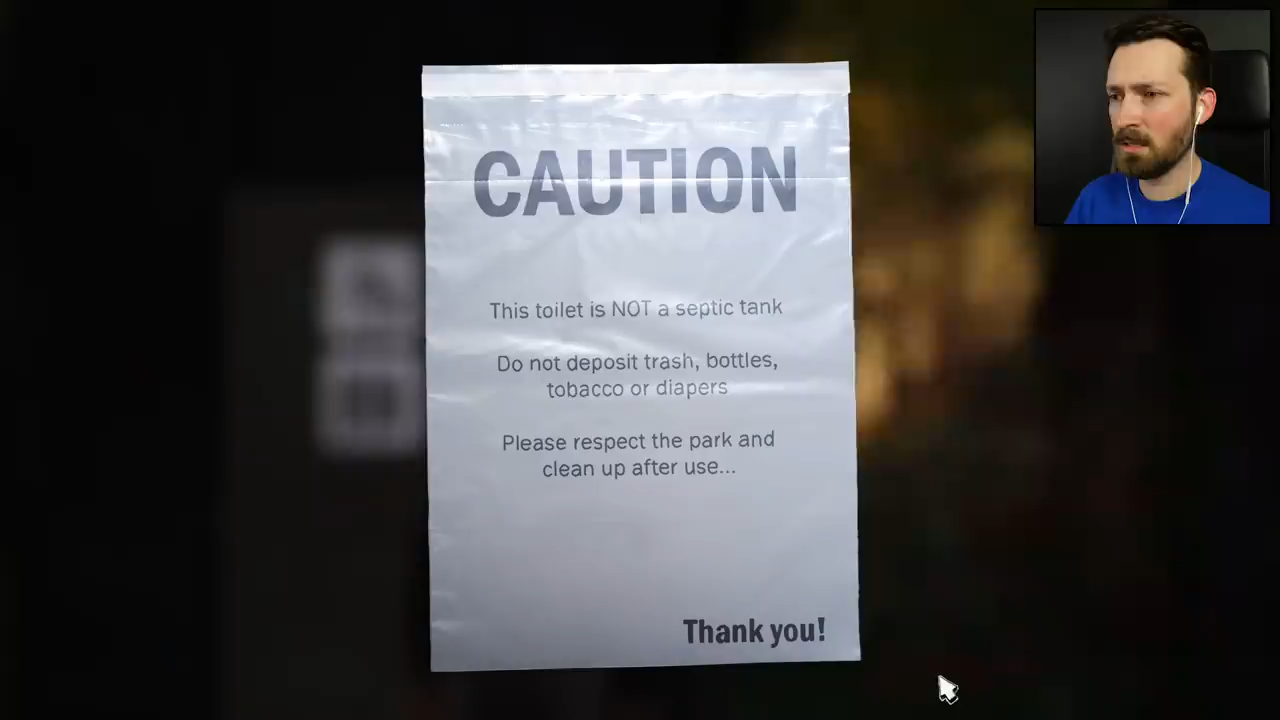 CAUTION
This toilet is NOT a septic tank
Do not deposit trash, bottles,
tobacco or diapers
Please respect the park and
clean up after use...
Thank you!